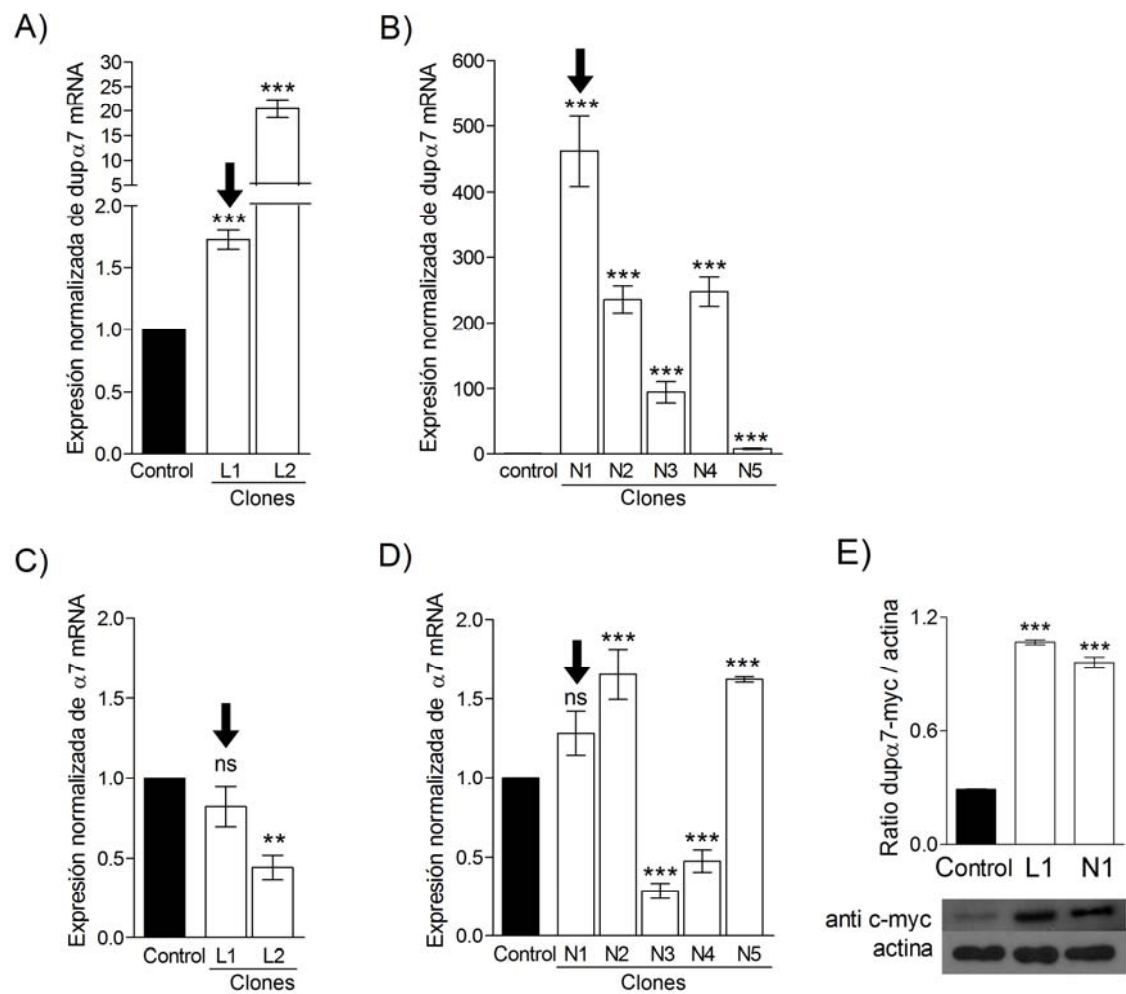 A)
Expresión normalizada de dupα7 mRNA
30
25
20
15
10
5
2.0
1.5
1.0
0.5
0.0
***
***
Control L1 L2
Clones
B)
Expresión normalizada de dupα7 mRNA
600
500
400
300
200
100
0
***
***
***
***
***
control N1 N2 N3 N4 N5
Clones
C)
Expresión normalizada de α7 mRNA
2.0
1.5
1.0
0.5
0.0
ns
**
Control L1 L2
Clones
D)
Expresión normalizada de α7 mRNA
2.0
1.5
1.0
0.5
0.0
ns
***
***
***
***
Control N1 N2 N3 N4 N5
Clones
E)
Ratio dupα7-myc / actina
1.2
0.6
0.0
***
***
Control L1 N1
anti c-myc
actina